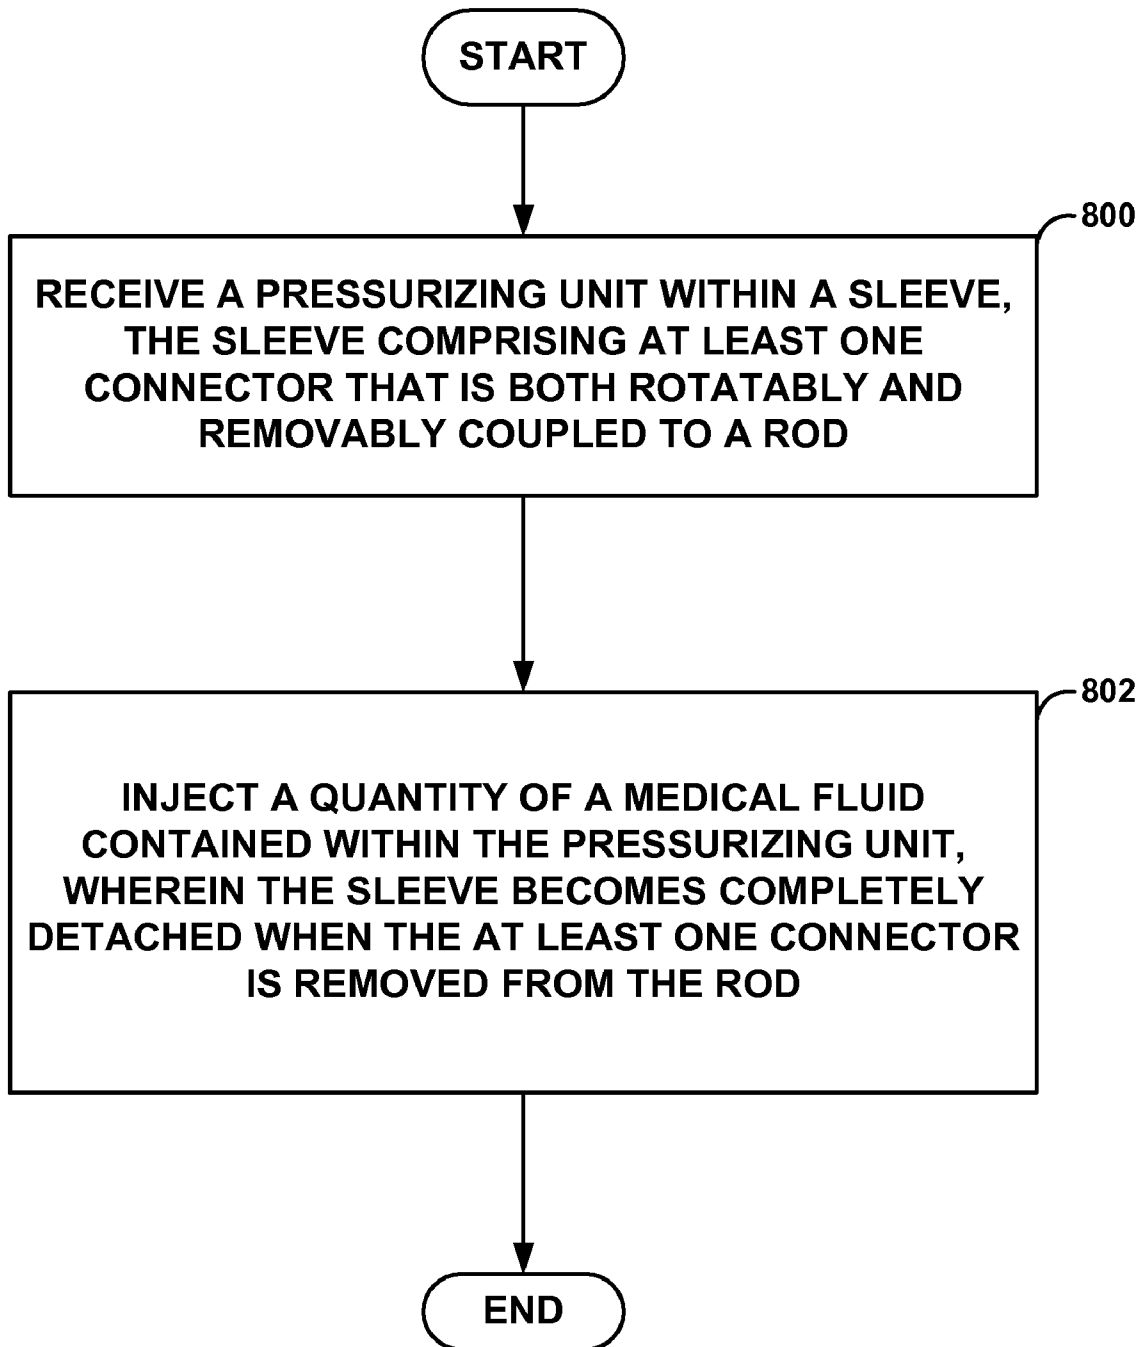 START
800
RECEIVE A PRESSURIZING UNIT WITHIN A SLEEVE,
THE SLEEVE COMPRISING AT LEAST ONE
CONNECTOR THAT IS BOTH ROTATABLY AND
REMOVABLY COUPLED TO A ROD
802
INJECT A QUANTITY OF A MEDICAL FLUID
CONTAINED WITHIN THE PRESSURIZING UNIT,
WHEREIN THE SLEEVE BECOMES COMPLETELY
DETACHED WHEN THE AT LEAST ONE CONNECTOR
IS REMOVED FROM THE ROD
END